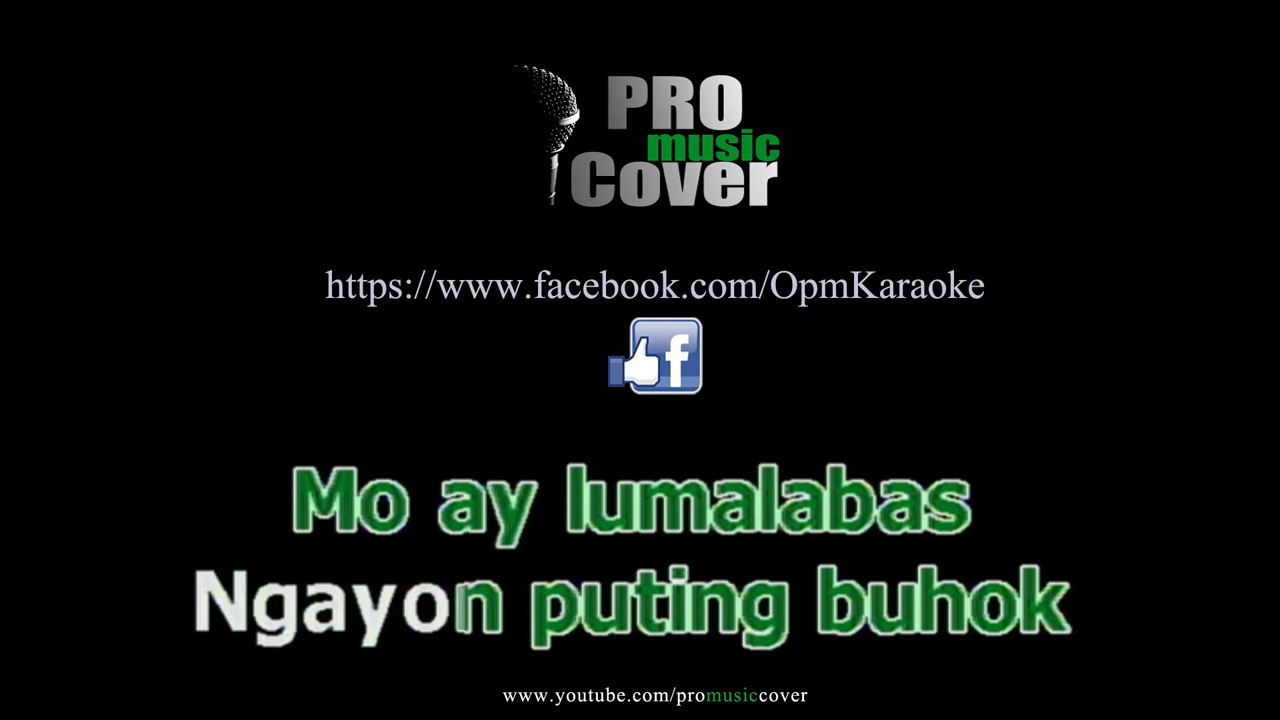 PRO
music
Cover
https://www.facebook.com/OpmKaraoke
f
Mo ay lumalabas
Ngayon puting buhok
www.youtube.com/promusiccover